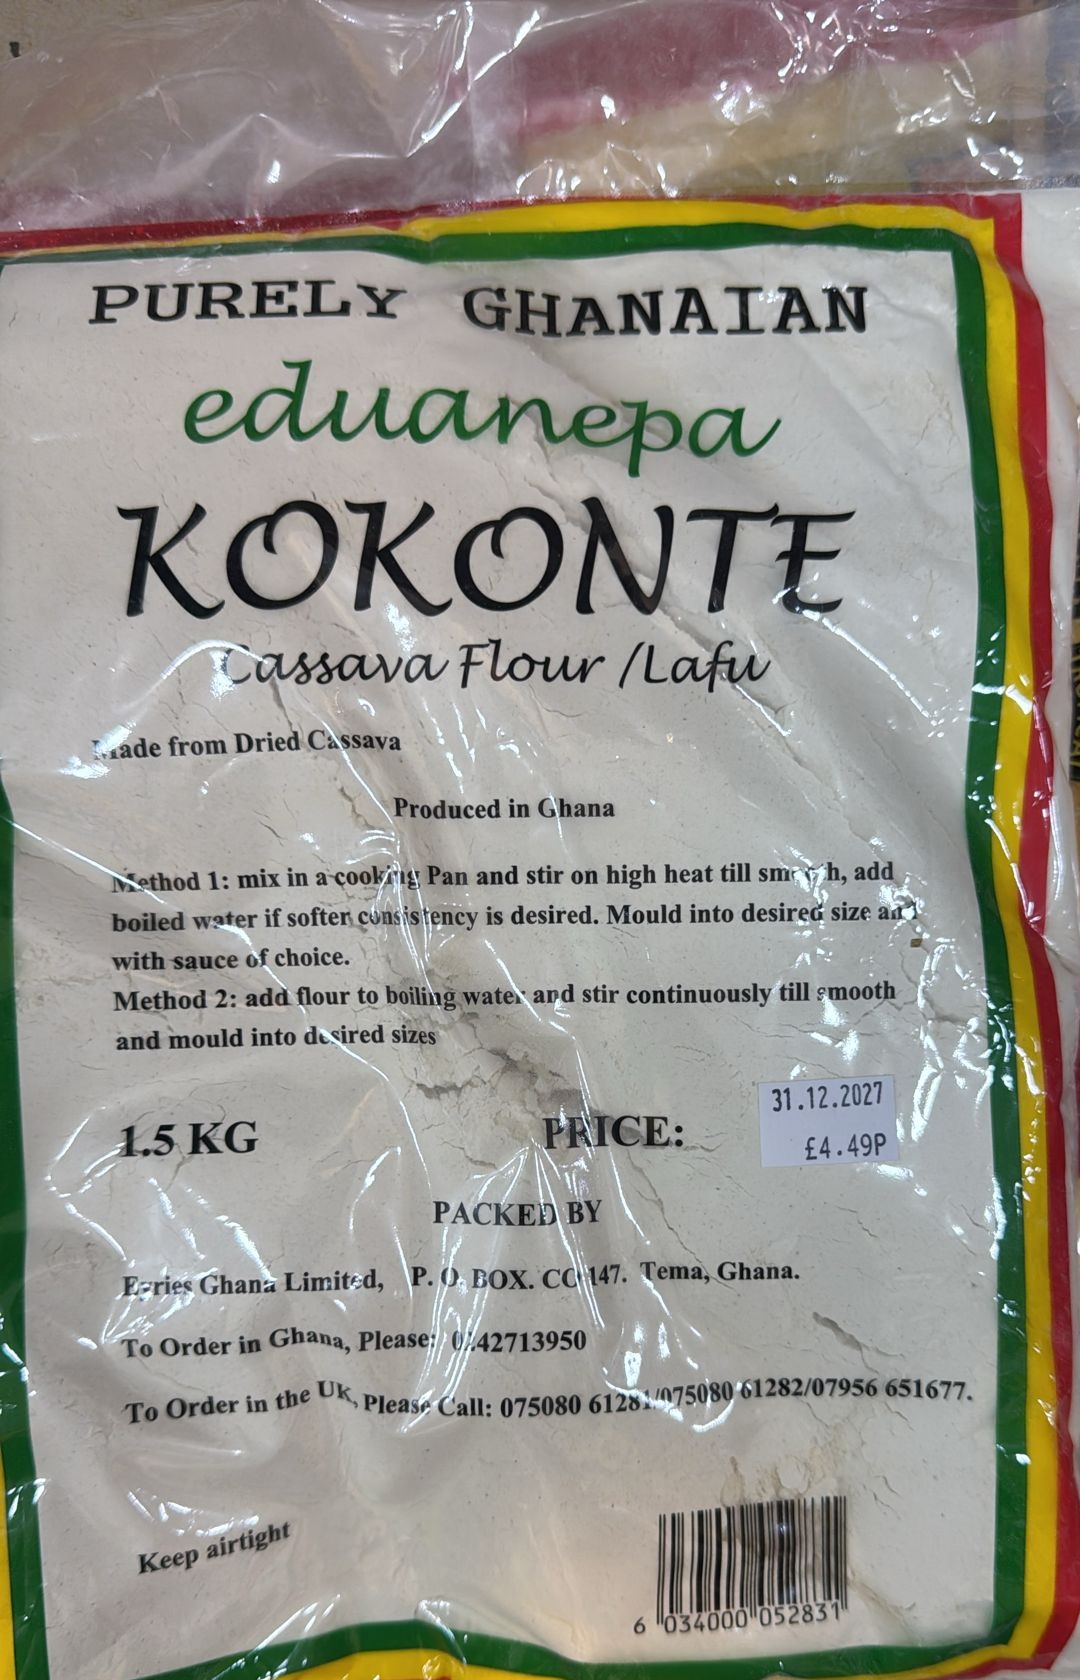 PURELY GHANAIAN
eduanepa
KOKONTE
Cassava Flour /Lafu
Made from Dried Cassava
Produced in Ghana
Method 1: mix in a cooking Pan and stir on high heat till smooth, add
boiled water if softer consistency is desired. Mould into desired size and
with sauce of choice.
Method 2: add flour to boiling water and stir continuously till smooth
and mould into desired sizes
1.5 KG
PRICE:
31.12.2027
£4.49P
PACKED BY
Ghana Limited, P. O. BOX. CO 147. Tema, Ghana.
To Order in Ghana, Please:
To Order in the UK, Please Call: 075080 61281/075080 61282/07956 651677.
Keep airtight
6 034000 052831